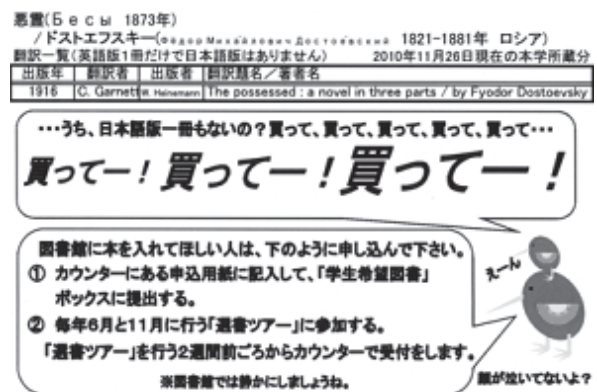 悪霊(Бесы 1873年)
/ドストエフスキー(Фёдор Михайлович Достоевский 1821-1881年 ロシア)
翻訳一覧(英語版1冊だけで日本語版はありません) 2010年11月26日現在の本学所蔵分
出版年 翻訳者 出版者 翻訳題名/著者名
1916 C. Garnett W. Heinemann The possessed : a novel in three parts / by Fyodor Dostoevsky
・・・うち、日本語版一冊もないの?買って、買って、買って、買って、買って・・・
買ってー!買ってー!買ってー!
図書館に本を入れてほしい人は、下のように申し込んで下さい。
① カウンターにある申込用紙に記入して、「学生希望図書」
ボックスに提出する。
② 毎年6月と11月に行う「選書ツアー」に参加する。
「選書ツアー」を行う2週間前ごろからカウンターで受付をします。
※図書館では静かにしましょうね。
えーん
親が泣いてないよ?